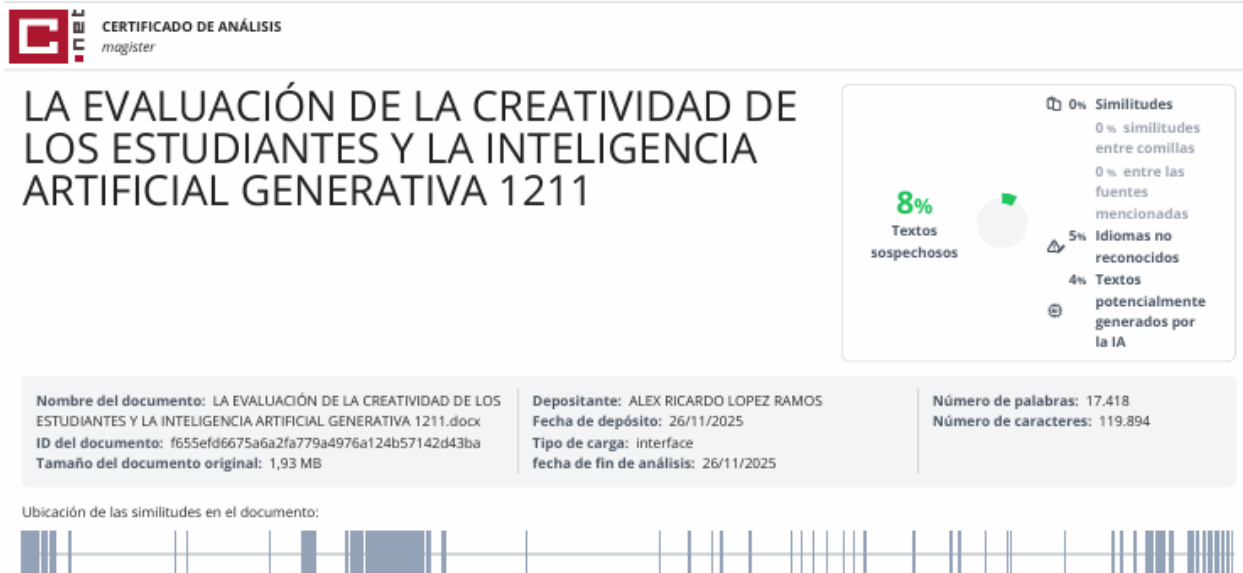 C
.net
CERTIFICADO DE ANÁLISIS
magister
LA EVALUACIÓN DE LA CREATIVIDAD DE
LOS ESTUDIANTES Y LA INTELIGENCIA
ARTIFICIAL GENERATIVA 1211
8%
Textos
sospechosos
0% Similitudes
0 % similitudes
entre comillas
0 % entre las
fuentes
mencionadas
5% Idiomas no
reconocidos
4% Textos
potencialmente
generados por
la IA
Nombre del documento: LA EVALUACIÓN DE LA CREATIVIDAD DE LOS
ESTUDIANTES Y LA INTELIGENCIA ARTIFICIAL GENERATIVA 1211.docx
ID del documento: f655efd6675a6a2fa779a4976a124b57142d43ba
Tamaño del documento original: 1,93 MB
Depositante: ALEX RICARDO LOPEZ RAMOS
Fecha de depósito: 26/11/2025
Tipo de carga: interface
fecha de fin de análisis: 26/11/2025
Número de palabras: 17.418
Número de caracteres: 119.894
Ubicación de las similitudes en el documento: